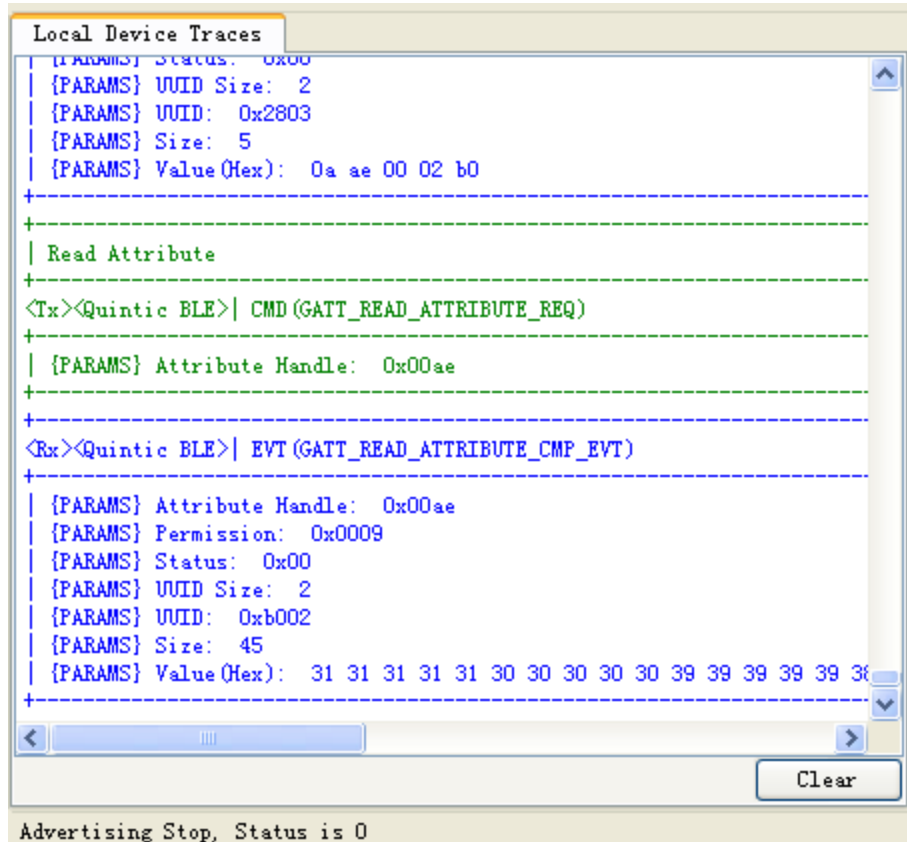 Local Device Traces
| {PARAMS} Status:  0x00
| {PARAMS} UUID Size:  2
| {PARAMS} UUID:  0x2803
| {PARAMS} Size:  5
| {PARAMS} Value(Hex):  0a ae 00 02 b0
| Read Attribute
<Tx><Quintic BLE>| CMD(GATT_READ_ATTRIBUTE_REQ)
| {PARAMS} Attribute Handle:  0x00ae
<Rx><Quintic BLE>| EVT(GATT_READ_ATTRIBUTE_CMP_EVT)
| {PARAMS} Attribute Handle:  0x00ae
| {PARAMS} Permission:  0x0009
| {PARAMS} Status:  0x00
| {PARAMS} UUID Size:  2
| {PARAMS} UUID:  0xb002
| {PARAMS} Size:  45
| {PARAMS} Value(Hex):  31 31 31 31 31 30 30 30 30 30 39 39 39 39 39
Clear
Advertising Stop, Status is 0